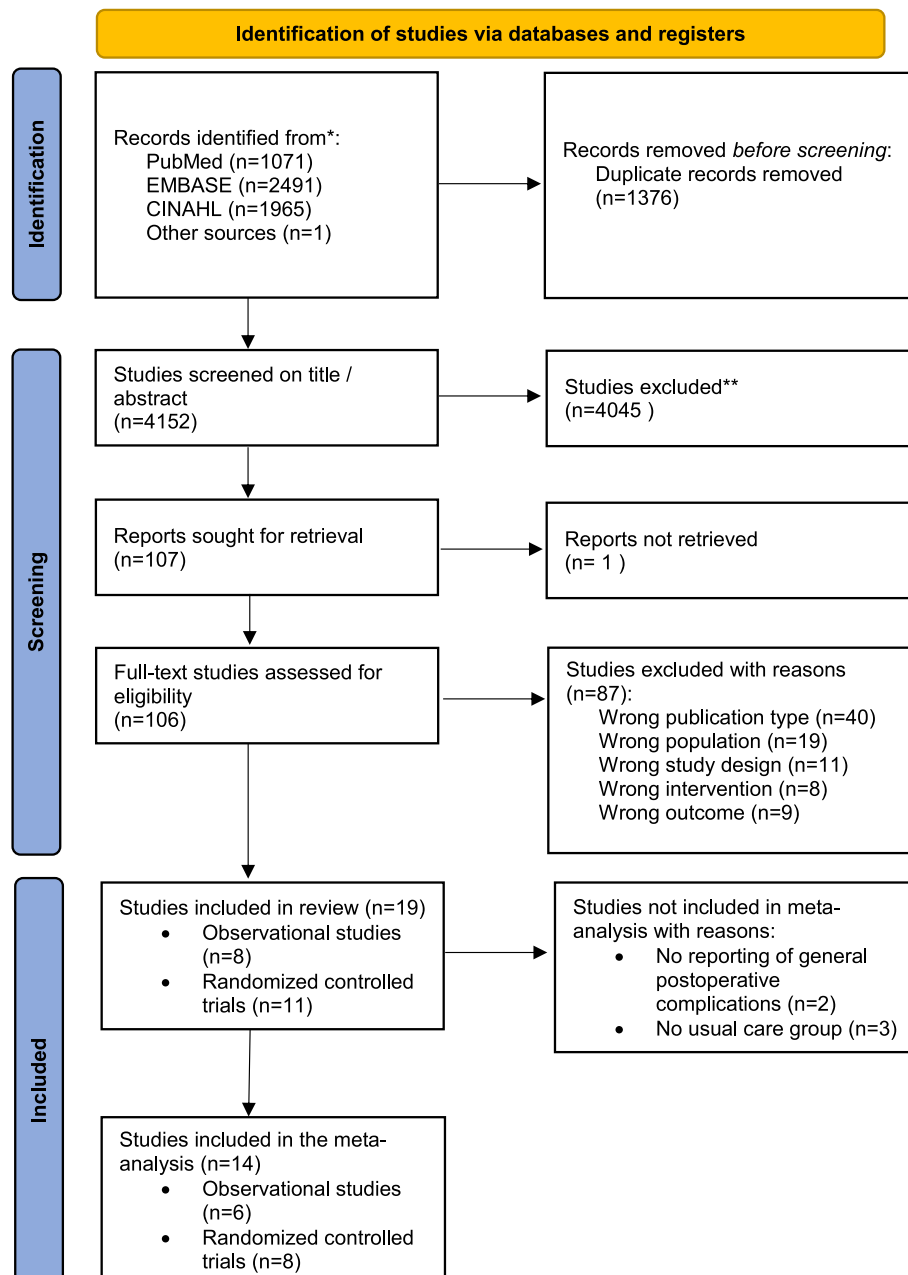 Identification of studies via databases and registers
Identification
Records identified from*:
PubMed (n=1071)
EMBASE (n=2491)
CINAHL (n=1965)
Other sources (n=1)
Records removed before screening:
Duplicate records removed
(n=1376)
Screening
Studies screened on title /
abstract
(n=4152)
Studies excluded**
(n=4045 )
Reports sought for retrieval
(n=107)
Reports not retrieved
(n= 1 )
Full-text studies assessed for
eligibility
(n=106)
Studies excluded with reasons
(n=87):
Wrong publication type (n=40)
Wrong population (n=19)
Wrong study design (n=11)
Wrong intervention (n=8)
Wrong outcome (n=9)
Included
Studies included in review (n=19)
• Observational studies
(n=8)
• Randomized controlled
trials (n=11)
Studies not included in meta-
analysis with reasons:
• No reporting of general
postoperative
complications (n=2)
• No usual care group (n=3)
Studies included in the meta-
analysis (n=14)
• Observational studies
(n=6)
• Randomized controlled
trials (n=8)